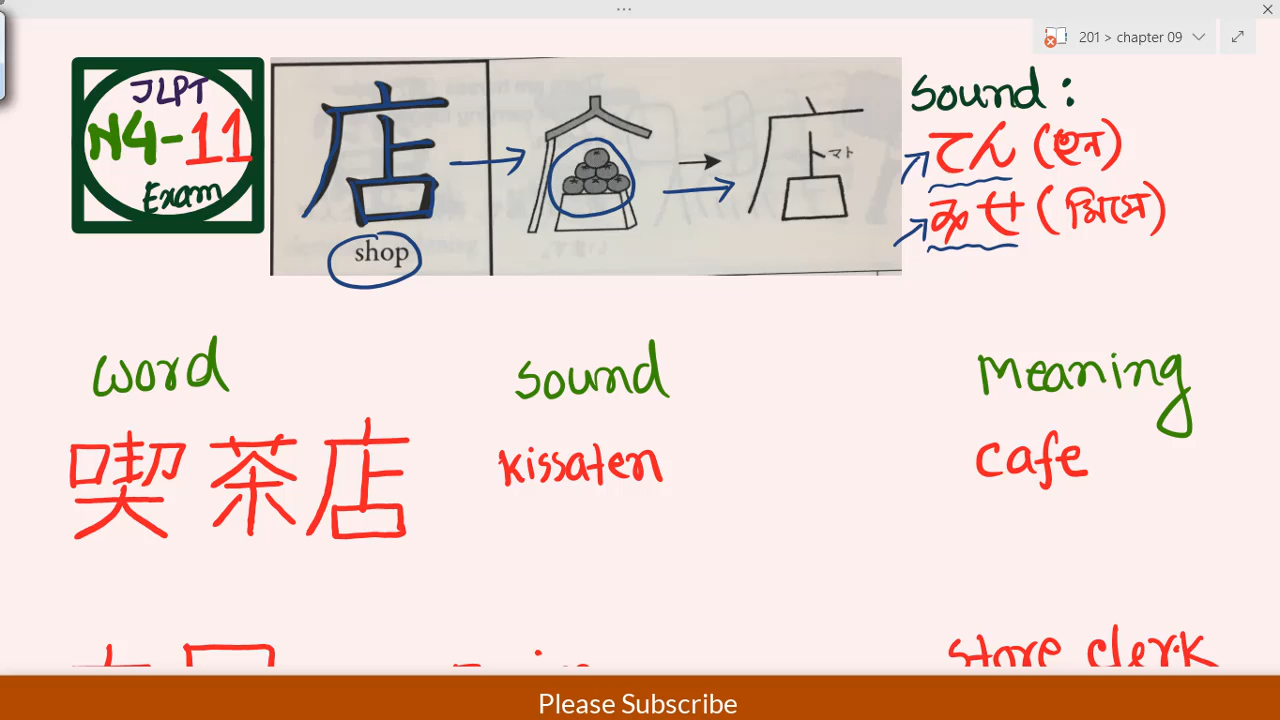 201 > chapter 09
JLPT
N4-11
Exam
店
shop
マト
Sound :
てん (থেন)
みせ (মিসে)
word
sound
Meaning
喫茶店
kissaten
cafe
store clerk
Please Subscribe